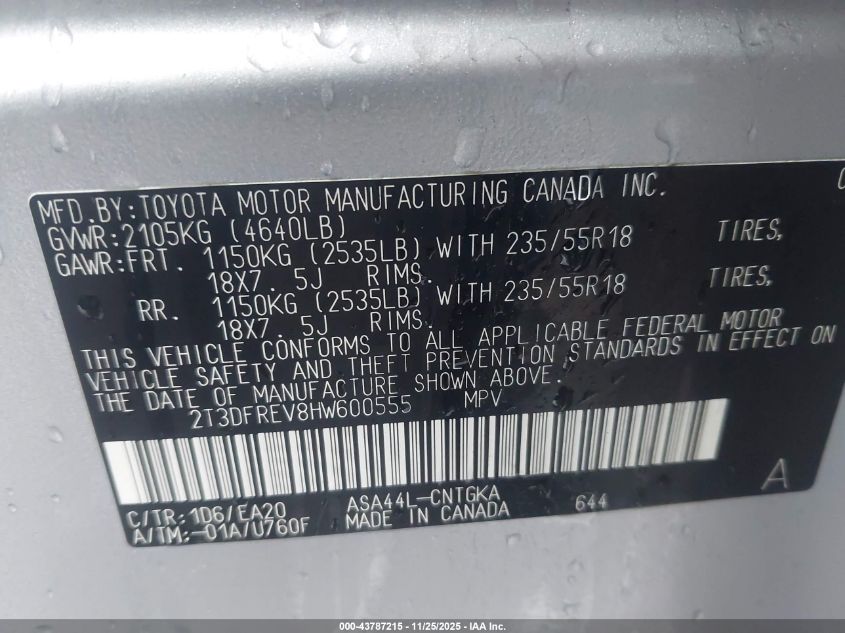 MFD.BY:TOYOTA MOTOR MANUFACTURING CANADA INC.
GVWR:2105KG (4640LB)
GAWR:FRT. 1150KG (2535LB) WITH 235/55R18 TIRES,
18X7. 5J RIMS.
RR. 1150KG (2535LB) WITH 235/55R18 TIRES,
18X7. 5J RIMS.
THIS VEHICLE CONFORMS TO ALL APPLICABLE FEDERAL MOTOR
VEHICLE SAFETY AND THEFT PREVENTION STANDARDS IN EFFECT ON
THE DATE OF MANUFACTURE SHOWN ABOVE.
2T3DFREV8HW600555 MPV
A
C/TR:1D6/EA20 ASA44L-CNTGKA 644
A/TM:-01A/U760F MADE IN CANADA
000-43787215 - 11/25/2025 - IAA Inc.